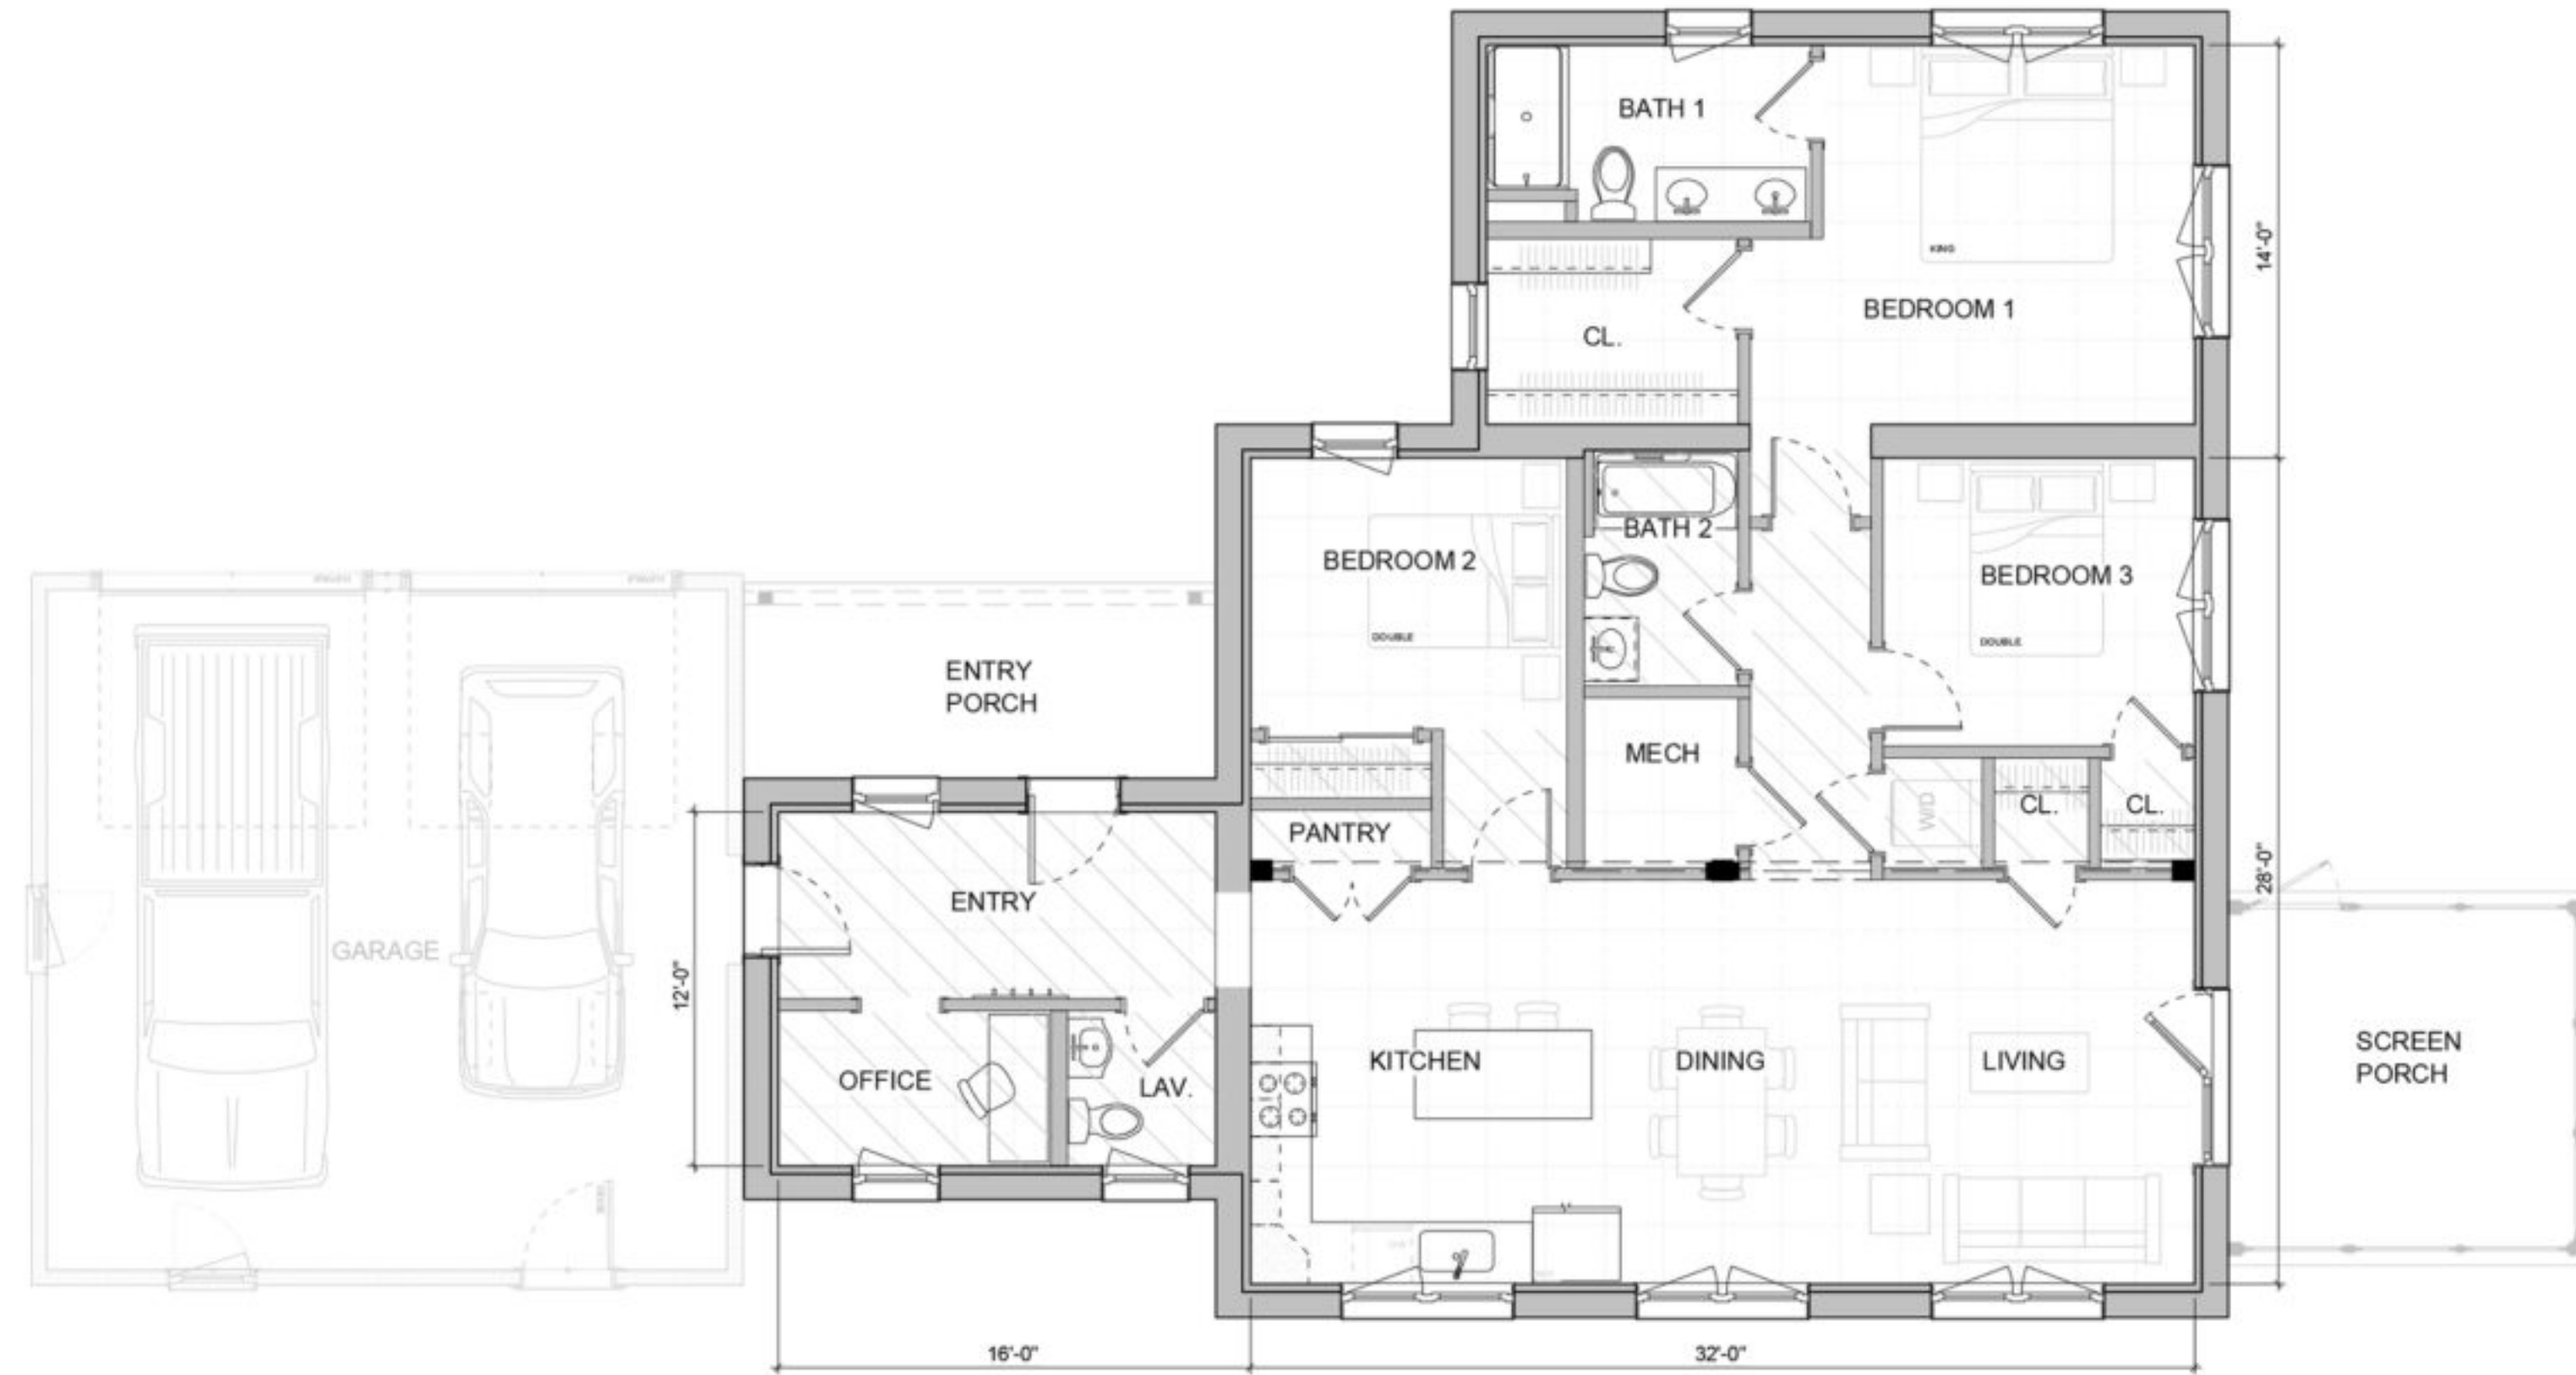 BATH 1
KING
BEDROOM 1
CL.
14'-0"
BATH 2
BEDROOM 2
DOUBLE
BEDROOM 3
DOUBLE
ENTRY
PORCH
MECH
W/D
CL.
CL.
PANTRY
28'-0"
ENTRY
GARAGE
12'-0"
OFFICE
LAV.
KITCHEN
DINING
LIVING
SCREEN
PORCH
16'-0"
32'-0"